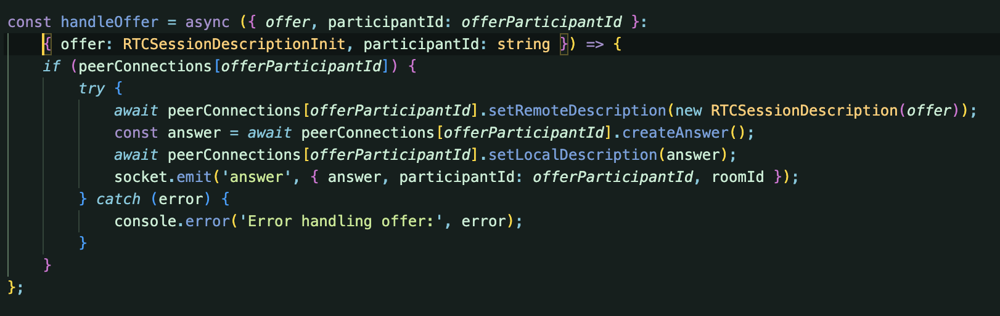 const handleOffer = async ({ offer, participantId: offerParticipantId }:
    { offer: RTCSessionDescriptionInit, participantId: string }) => {
    if (peerConnections[offerParticipantId]) {
        try {
            await peerConnections[offerParticipantId].setRemoteDescription(new RTCSessionDescription(offer));
            const answer = await peerConnections[offerParticipantId].createAnswer();
            await peerConnections[offerParticipantId].setLocalDescription(answer);
            socket.emit('answer', { answer, participantId: offerParticipantId, roomId });
        } catch (error) {
            console.error('Error handling offer:', error);
        }
    }
};